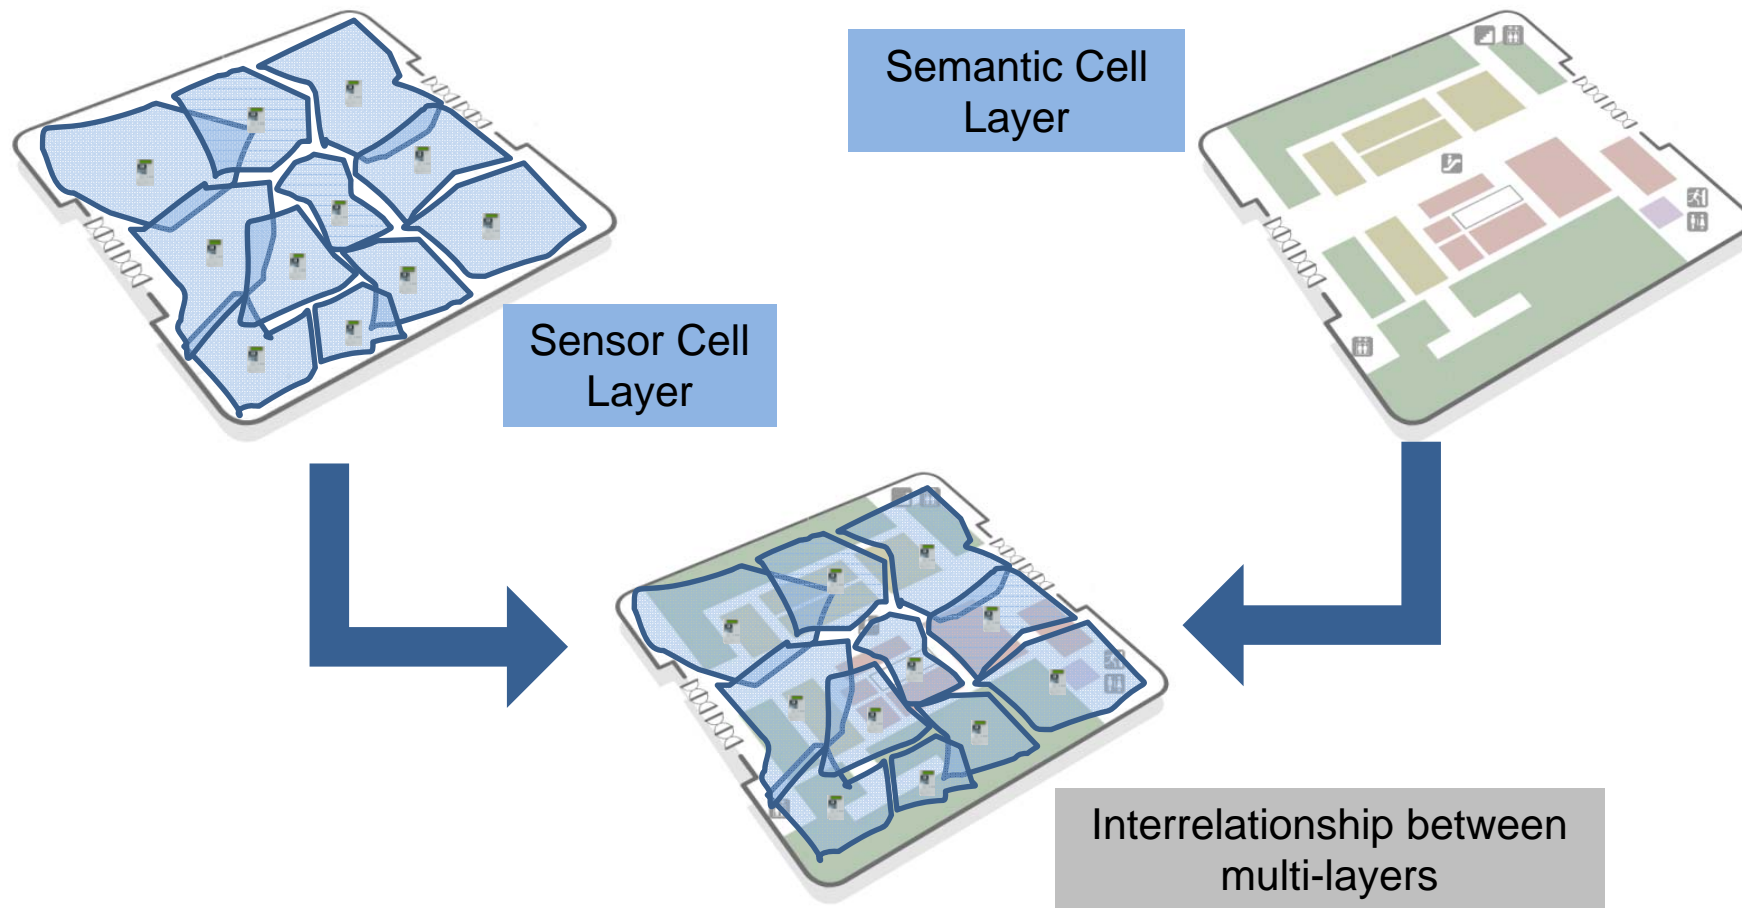 Semantic Cell
Layer
Sensor Cell
Layer
Interrelationship between
multi-layers